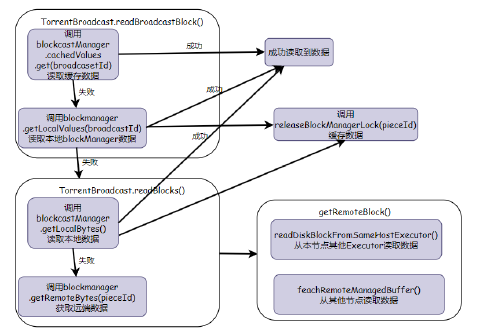 TorrentBroadcast.readBroadcastBlock()
调用
blockcastManager
.cachedValues
.get(broadcasetId)
读取缓存数据
成功
成功读取到数据
失败
调用blockmanager
.getLocalValues(broadcastId)
读取本地blockManager数据
成功
成功
调用
releaseBlockManagerLock(pieceId)
缓存数据
失败
TorrentBroadcast.readBlocks()
调用
blockcastManager
.getLocalBytes()
读取本地数据
失败
调用blockmanager
.getRemoteBytes(pieceId)
获取远端数据
getRemoteBlock()
readDiskBlockFromSameHostExecutor()
从本节点其他Executor读取数据
feachRemoteManagedBuffer()
从其他节点读取数据